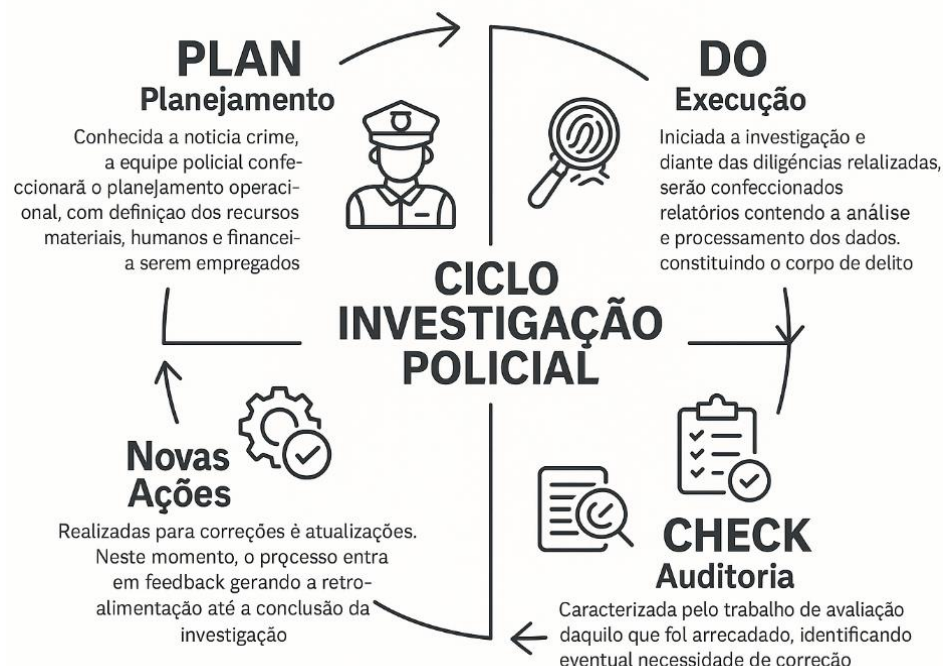 PLAN
Planejamento
Conhecida a noticia crime,
a equipe policial confe-
ccionará o planejamento operaci-
onal, com definiçao dos recursos
materiais, humanos e financei-
a serem empregados
DO
Execução
Iniciada a investigação e
diante das diligéncias relalizadas,
serão confeccionados
relatórios contendo a análise
e processamento dos dados.
constituindo o corpo de delito
CICLO
INVESTIGAÇÃO
POLICIAL
Novas
Ações
Realizadas para correções è atualizações.
Neste momento, o processo entra
em feedback gerando a retro-
alimentação até a conclusão da
investigação
CHECK
Auditoria
Caracterizada pelo trabalho de avaliação
daquilo que fol arrecadado, identificando
eventual necessidade de correção